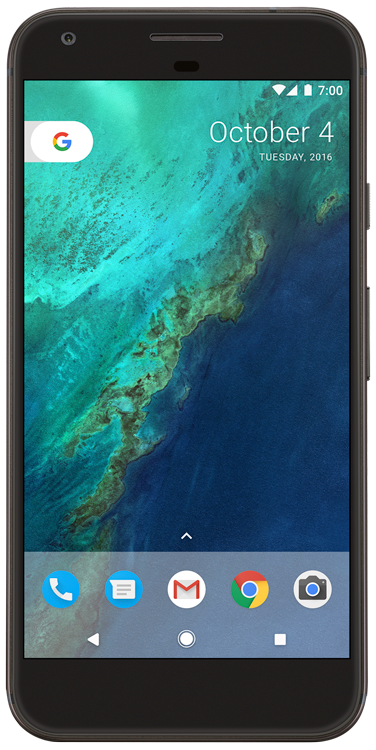 7:00
G
October 4
TUESDAY, 2016